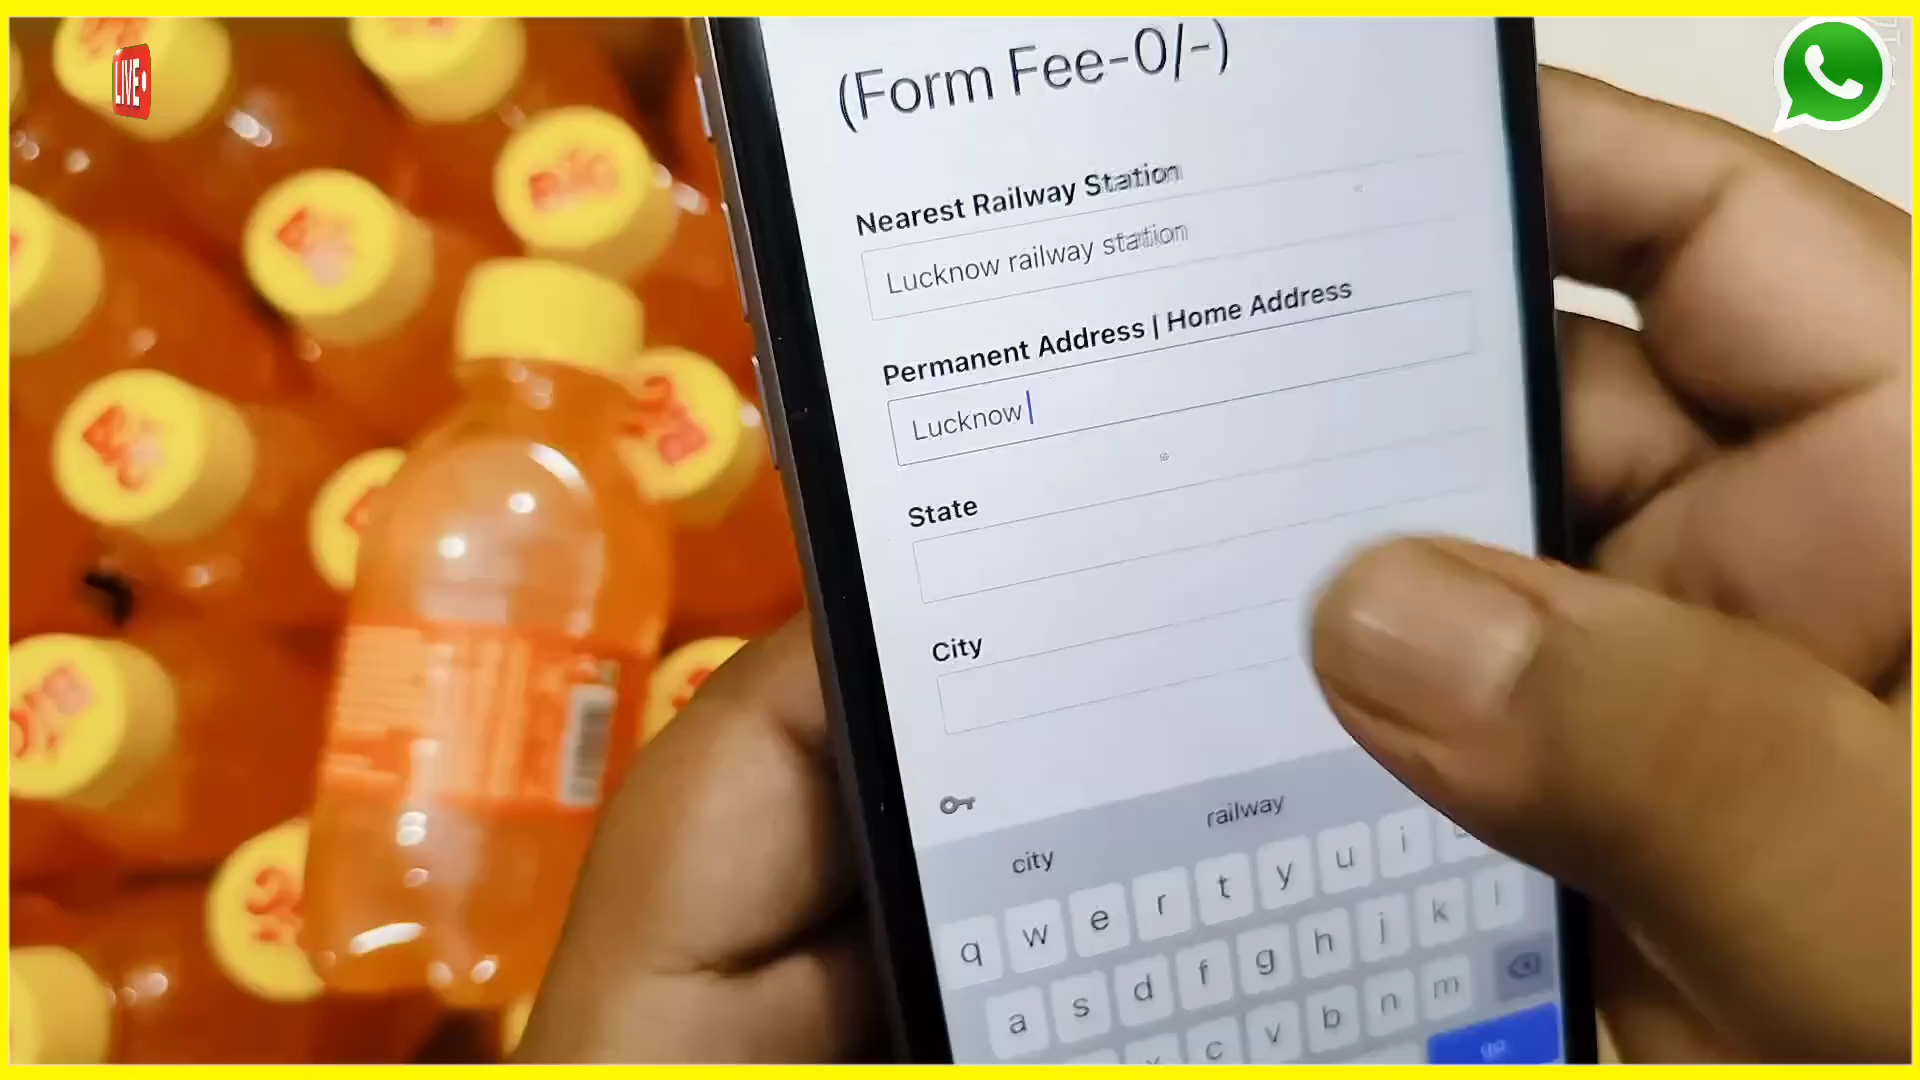 LIVE
(Form Fee-0/-)
Nearest Railway Station
Lucknow railway station
Permanent Address | Home Address
Lucknow
State
City
city railway
q w e r t y u i
a s d f g h j k l
c v b n m
go